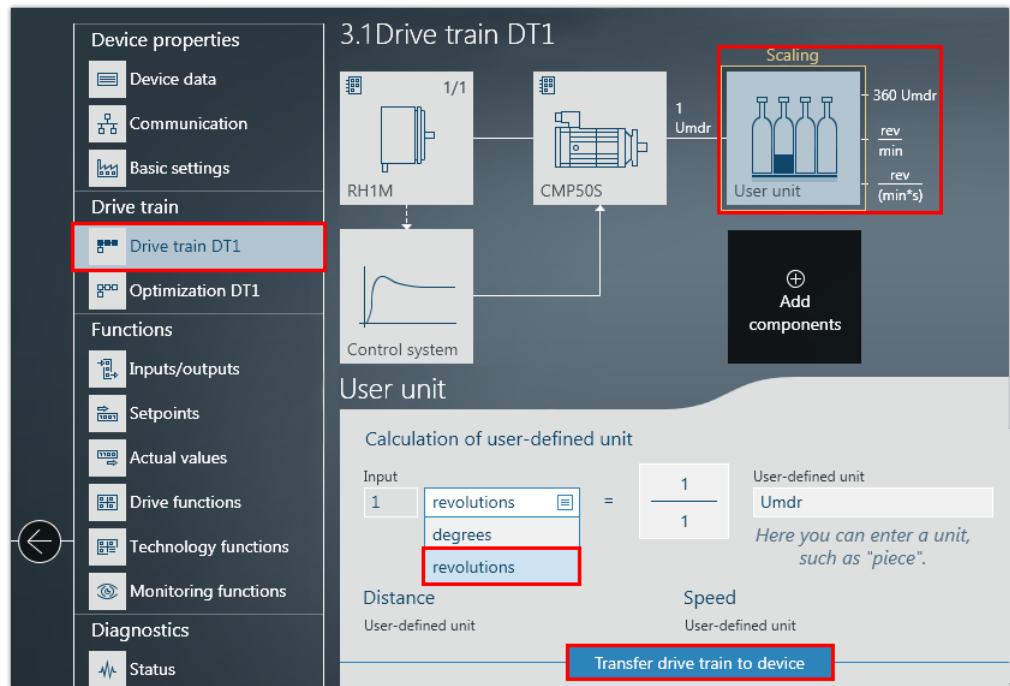 Device properties
Device data
Communication
Basic settings
Drive train
Drive train DT1
Optimization DT1
Functions
Inputs/outputs
Setpoints
Actual values
Drive functions
Technology functions
Monitoring functions
Diagnostics
Status
3.1Drive train DT1
1/1
RH1M
CMP50S
1
Umdr
Scaling
User unit
360 Umdr
rev
min
rev
(min*s)
Control system
Add
components
User unit
Calculation of user-defined unit
Input
1
revolutions
=
1
1
User-defined unit
Umdr
degrees
revolutions
Here you can enter a unit,
such as "piece".
Distance
Speed
User-defined unit
User-defined unit
Transfer drive train to device